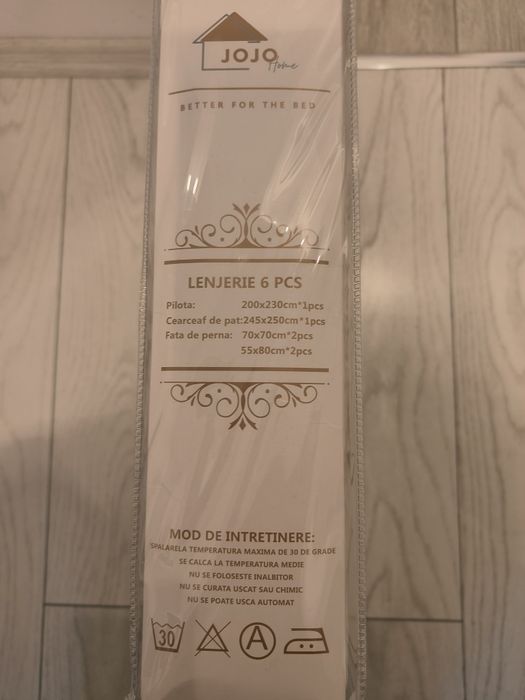 JOJO
Home
BETTER FOR THE BED
LENJERIE 6 PCS
Pilota: 200x230cm*1pcs
Cearceaf de pat:245x250cm*1pcs
Fata de perna: 70x70cm*2pcs
55x80cm*2pcs
MOD DE INTRETINERE:
SPALARELA TEMPERATURA MAXIMA DE 30 DE GRADE
SE CALCA LA TEMPERATURA MEDIE
NU SE FOLOSESTE INALBITOR
NU SE CURATA USCAT SAU CHIMIC
NU SE POATE USCA AUTOMAT
30 A